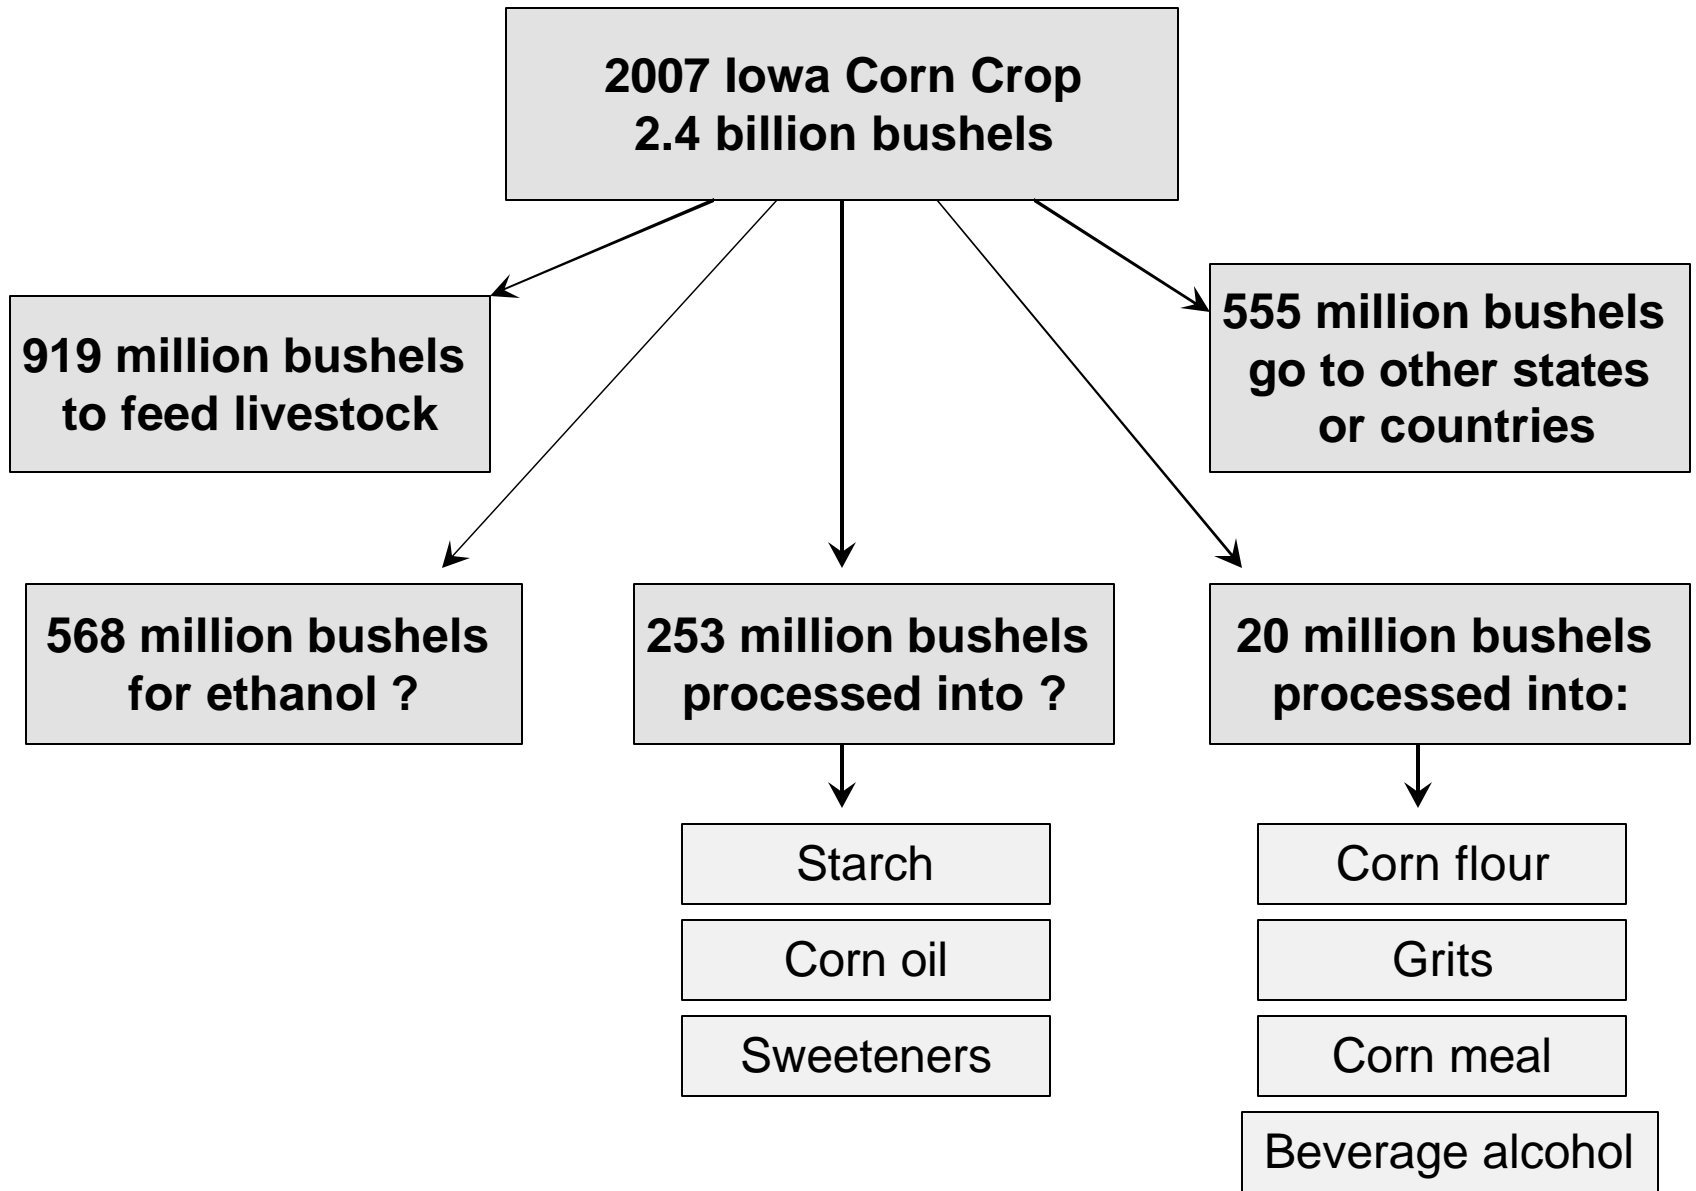 2007 Iowa Corn Crop
2.4 billion bushels
919 million bushels
to feed livestock
555 million bushels
go to other states
or countries
568 million bushels
for ethanol ?
253 million bushels
processed into ?
20 million bushels
processed into:
Starch
Corn oil
Sweeteners
Corn flour
Grits
Corn meal
Beverage alcohol